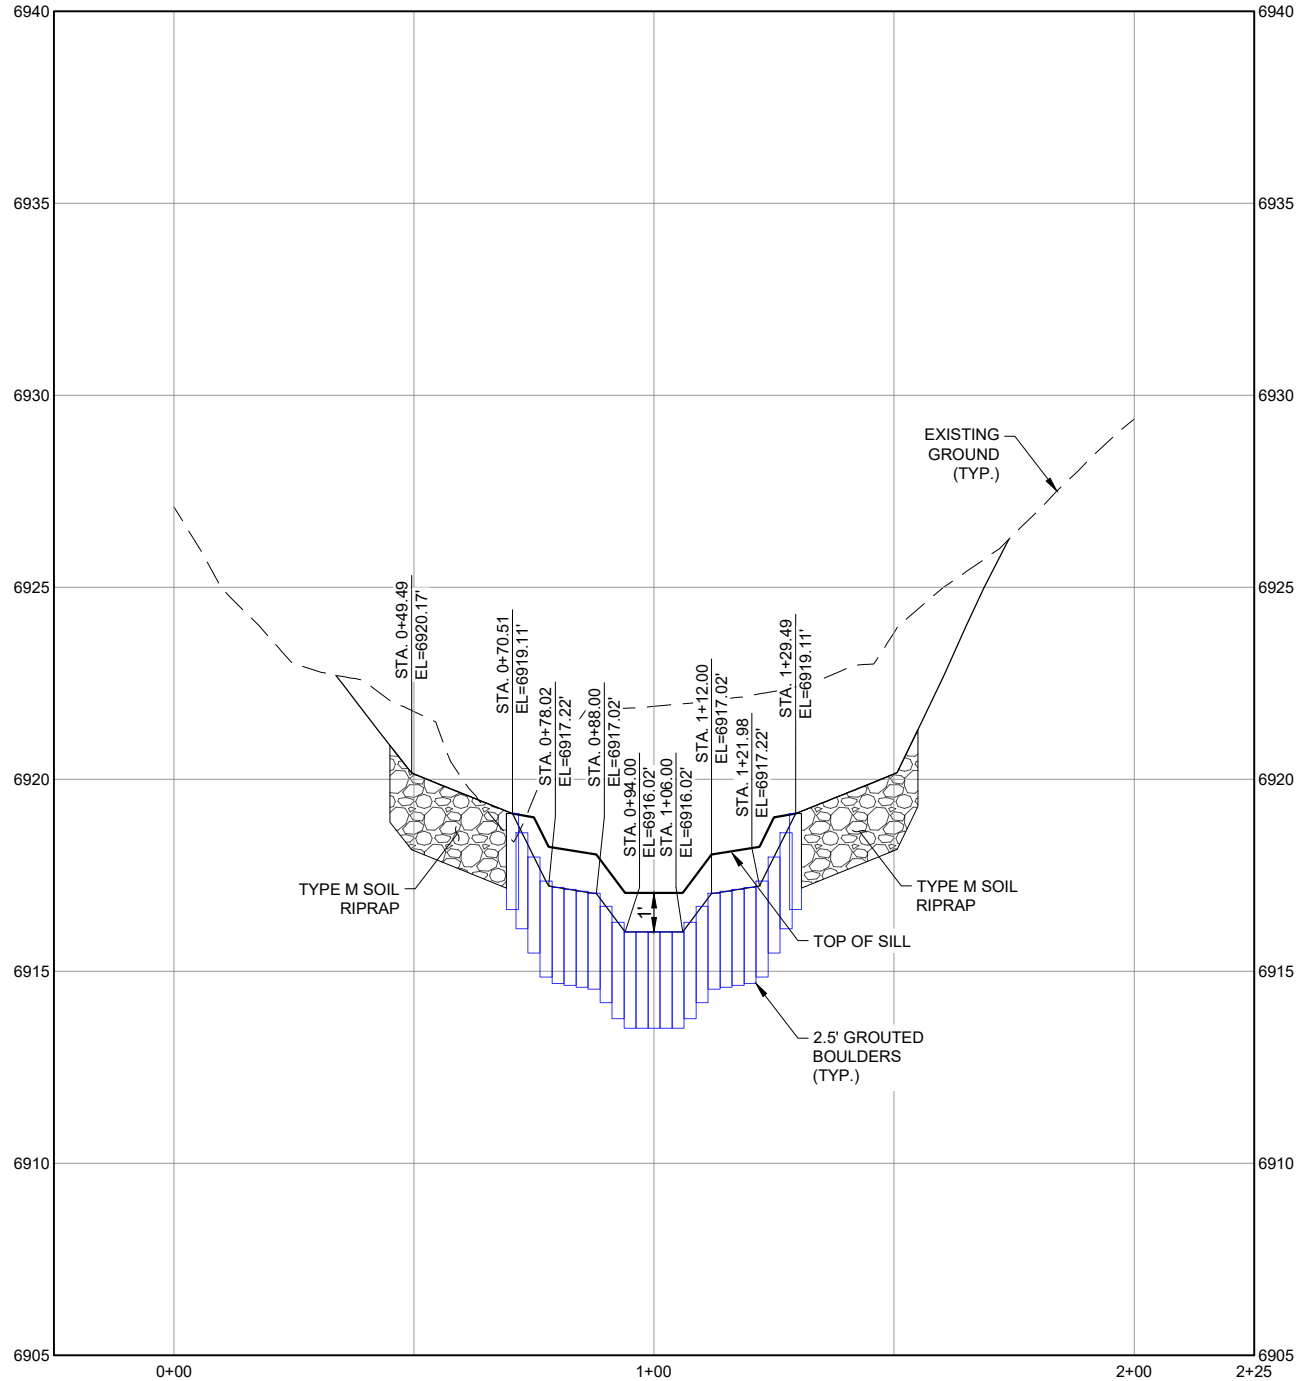 6940
6940
6935
6935
6930
6930
EXISTING
GROUND
(TYP.)
6925
6925
STA. 0+49.49
EL=6920.17'
STA. 0+70.51
EL=6919.11'
STA. 0+78.02
EL=6917.22'
STA. 0+88.00
EL=6917.02'
STA. 0+94.00
EL=6916.02'
STA. 1+06.00
EL=6916.02'
STA. 1+12.00
EL=6917.02'
STA. 1+21.98
EL=6917.22'
STA. 1+29.49
EL=6919.11'
6920
6920
TYPE M SOIL
RIPRAP
1'
TYPE M SOIL
RIPRAP
TOP OF SILL
6915
6915
2.5' GROUTED
BOULDERS
(TYP.)
6910
6910
6905
6905
0+00
1+00
2+00
2+25